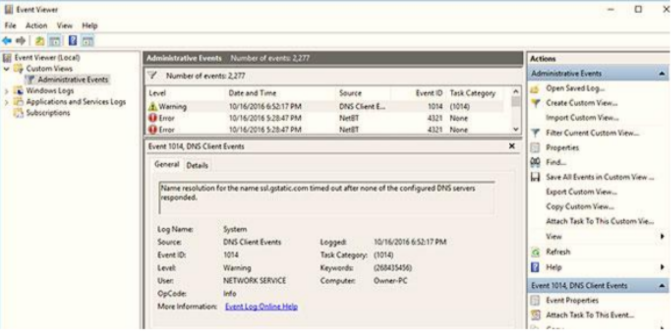 Event Viewer
File Action View Help
Event Viewer (Local)
Custom Views
Administrative Events
Windows Logs
Applications and Services Logs
Subscriptions
Administrative Events Number of events: 2,277
Number of events: 2,277
Level Date and Time Source Event ID Task Category
Warning 10/16/2016 6:52:17 PM DNS Client E... 1014 (1014)
Error 10/16/2016 5:28:47 PM NetBT 4321 None
Error 10/16/2016 5:28:47 PM NetBT 4321 None
Event 1014, DNS Client Events
General Details
Name resolution for the name ssl.gstatic.com timed out after none of the configured DNS servers
responded.
Log Name: System
Source: DNS Client Events Logged: 10/16/2016 6:52:17 PM
Event ID: 1014 Task Category: (1014)
Level: Warning Keywords: (268435456)
User: NETWORK SERVICE Computer: Owner-PC
OpCode: Info
More Information: Event Log Online Help
Actions
Administrative Events
Open Saved Log...
Create Custom View...
Import Custom View...
Filter Current Custom View...
Properties
Find...
Save All Events in Custom View ...
Export Custom View...
Copy Custom View...
Attach Task To This Custom Vie...
View
Refresh
Help
Event 1014, DNS Client Events
Event Properties
Attach Task To This Event...